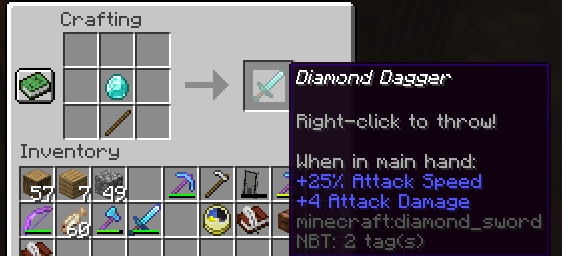 Crafting
Diamond Dagger
Right-click to throw!
When in main hand:
+25% Attack Speed
+4 Attack Damage
minecraft:diamond_sword
NBT: 2 tag(s)
Inventory
57 7 49
60